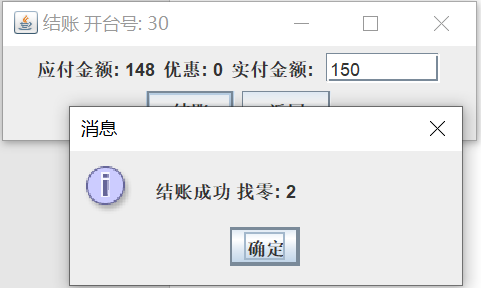 结账 开台号: 30
应付金额: 148 优惠: 0 实付金额: 150
消息
结账成功 找零: 2
确定